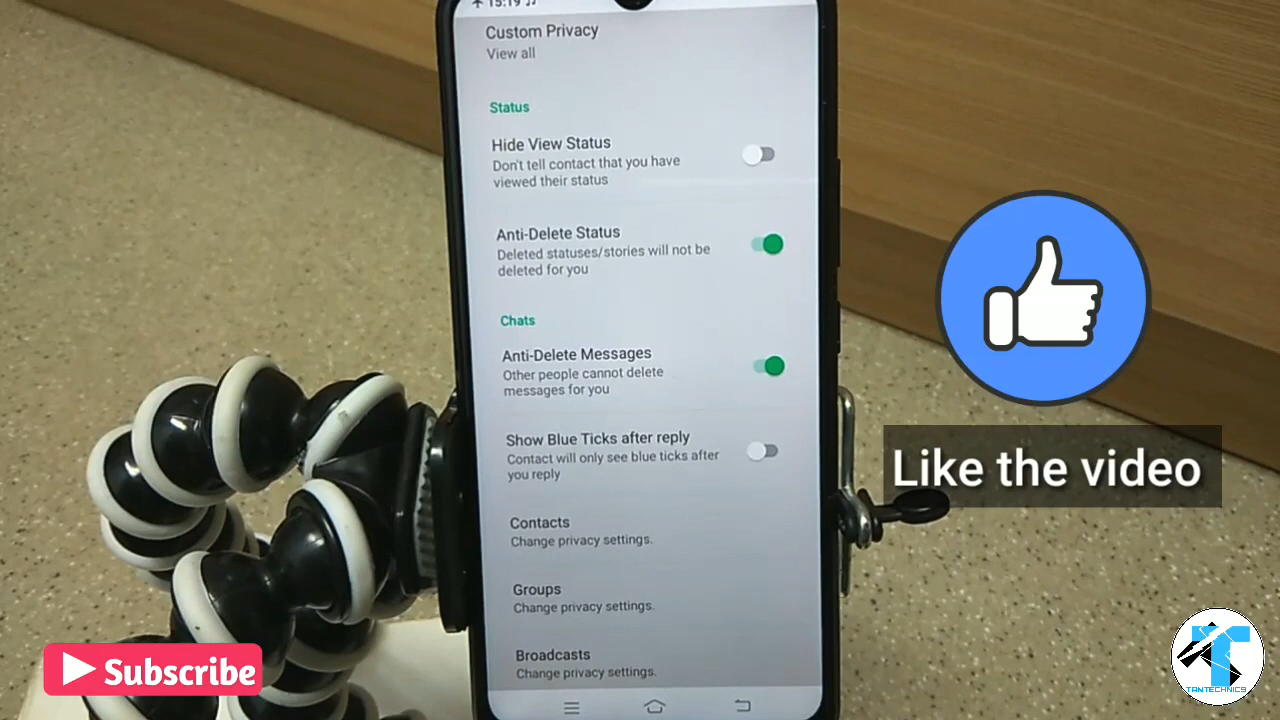 15:19
Custom Privacy
View all
Status
Hide View Status
Don't tell contact that you have
viewed their status
Anti-Delete Status
Deleted statuses/stories will not be
deleted for you
Chats
Anti-Delete Messages
Other people cannot delete
messages for you
Show Blue Ticks after reply
Contact will only see blue ticks after
you reply
Contacts
Change privacy settings.
Groups
Change privacy settings.
Broadcasts
Change privacy settings.
Like the video
Subscribe
TANTECHNICS